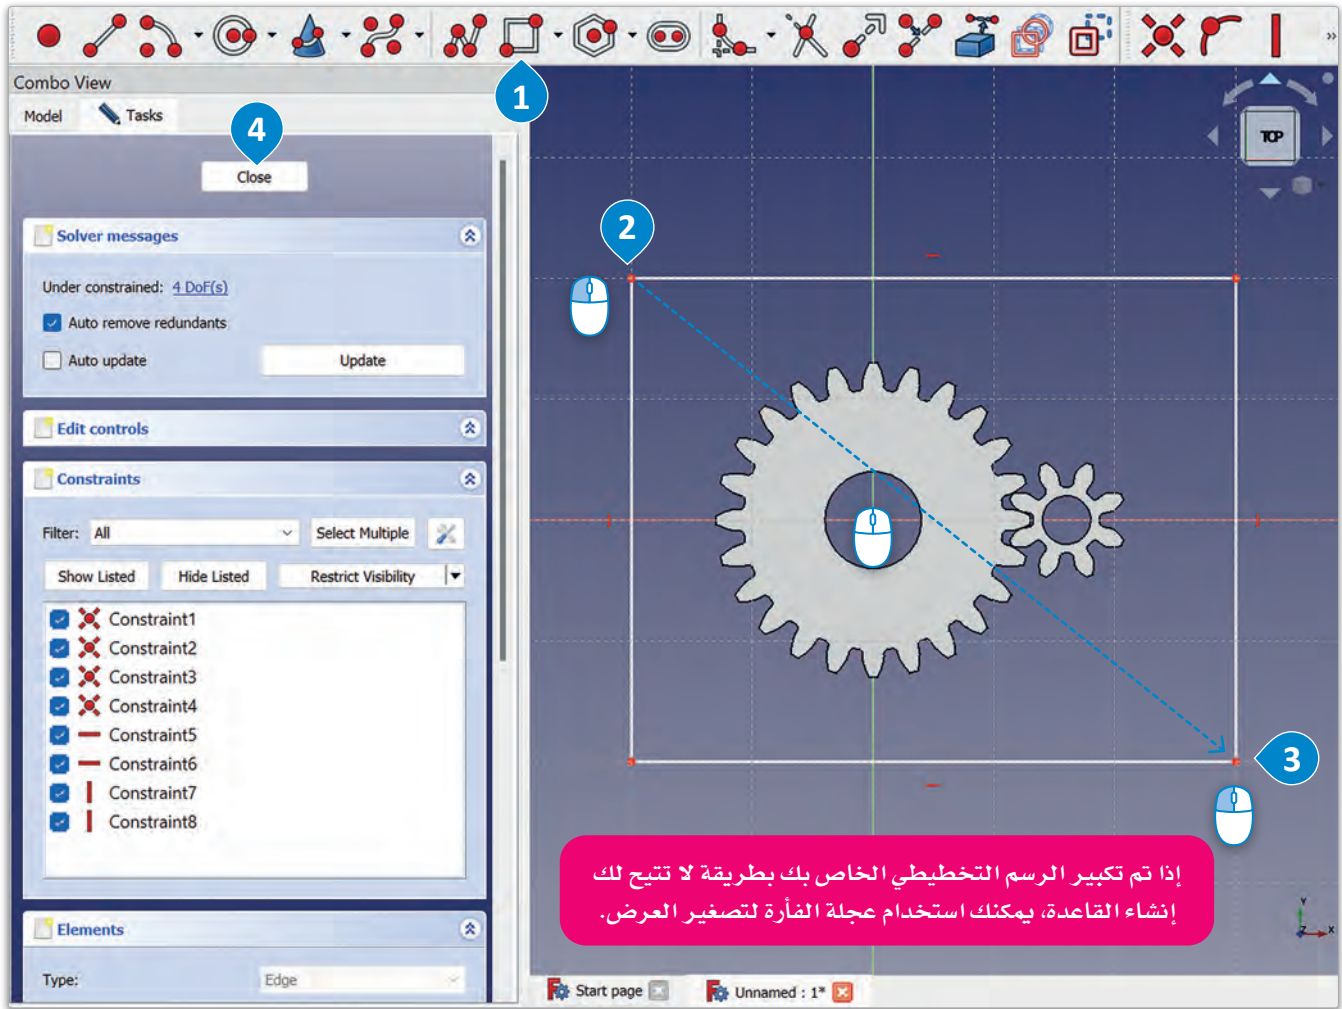 1
Combo View
Model
Tasks
4
Close
TOP
2
Solver messages
Under constrained: 4 DoF(s)
Auto remove redundants
Auto update
Update
Edit controls
Constraints
Filter: All
Select Multiple
Show Listed
Hide Listed
Restrict Visibility
Constraint1
Constraint2
Constraint3
Constraint4
Constraint5
Constraint6
Constraint7
Constraint8
3
إذا تم تكبير الرسم التخطيطي الخاص بك بطريقة لا تتيح لك
إنشاء القاعدة، يمكنك استخدام عجلة الفأرة لتصغير العرض.
Elements
Type:
Edge
Y
Z
X
Start page
Unnamed : 1*